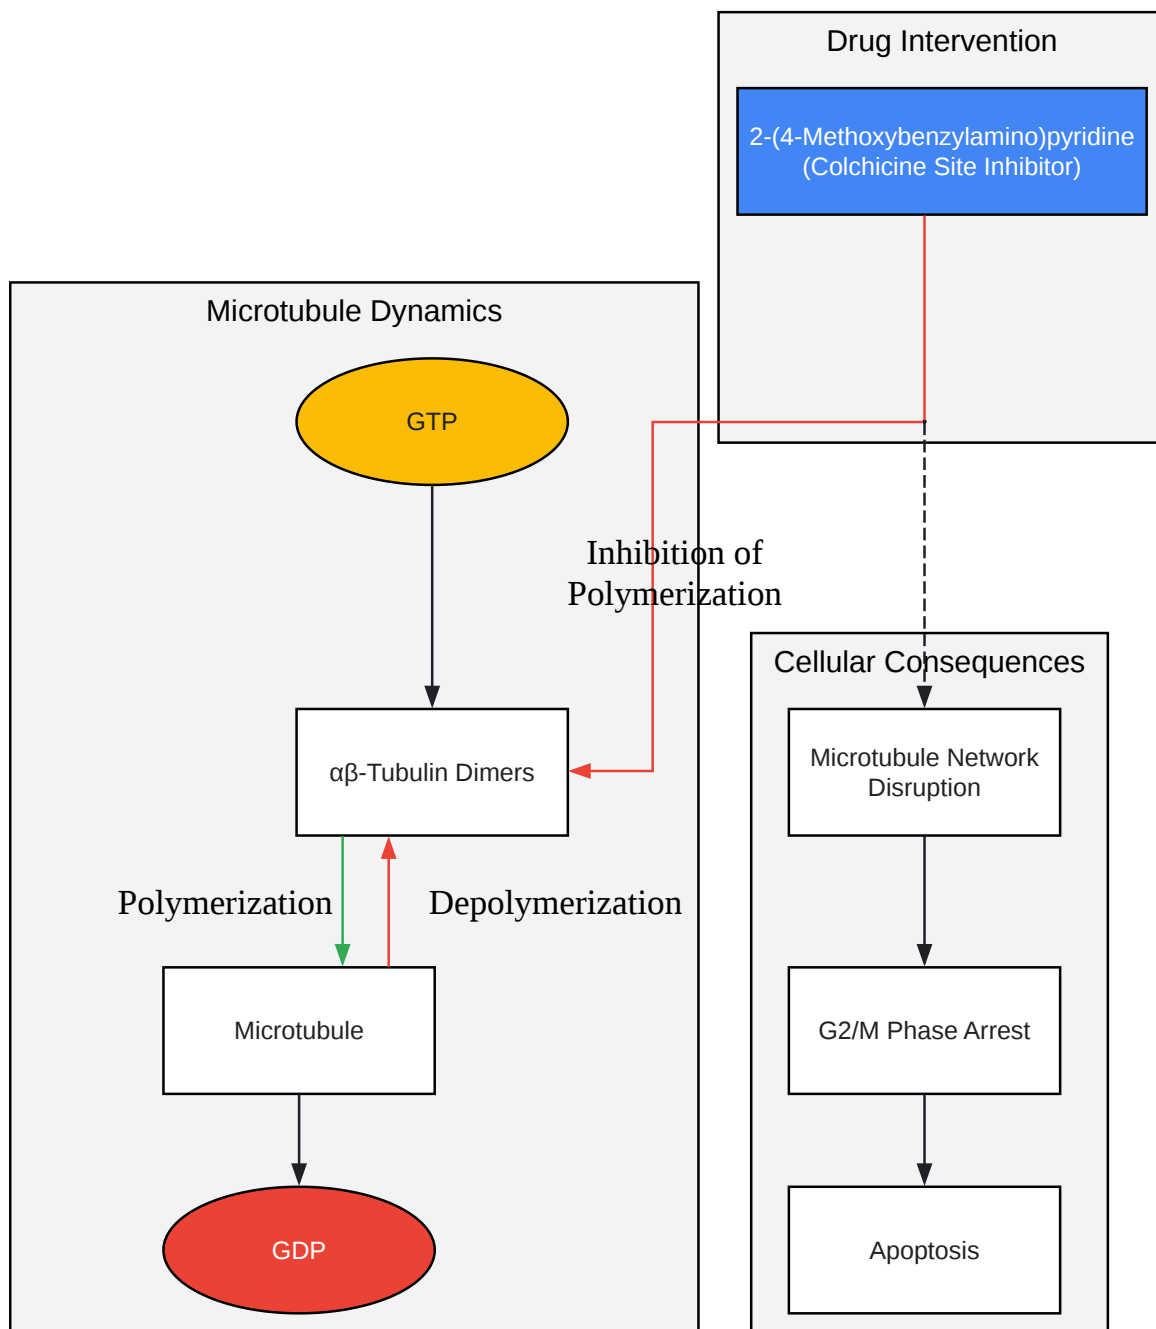 Drug Intervention
2-(4-Methoxybenzylamino)pyridine
(Colchicine Site Inhibitor)
Microtubule Dynamics
GTP
Inhibition of
Polymerization
αβ-Tubulin Dimers
Polymerization
Depolymerization
Microtubule
GDP
Cellular Consequences
Microtubule Network
Disruption
G2/M Phase Arrest
Apoptosis